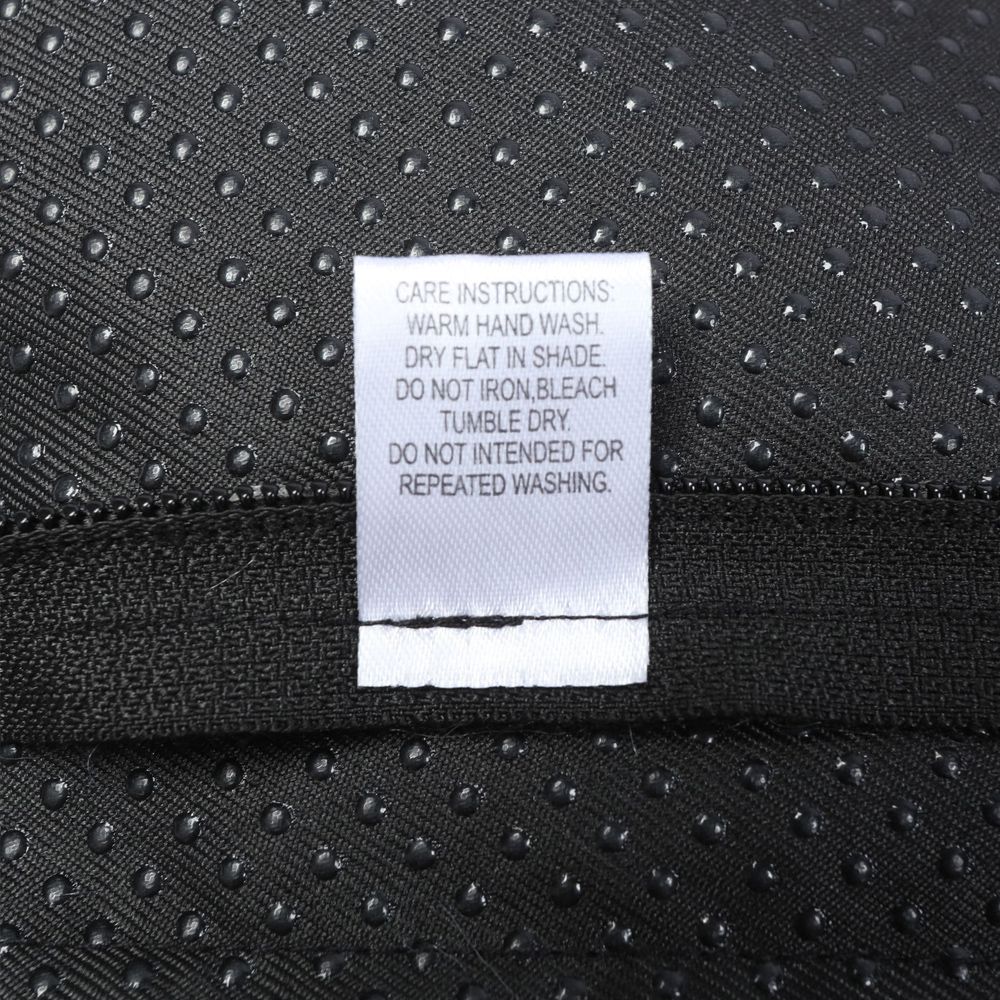 CARE INSTRUCTIONS:
WARM HAND WASH.
DRY FLAT IN SHADE.
DO NOT IRON,BLEACH
TUMBLE DRY.
DO NOT INTENDED FOR
REPEATED WASHING.